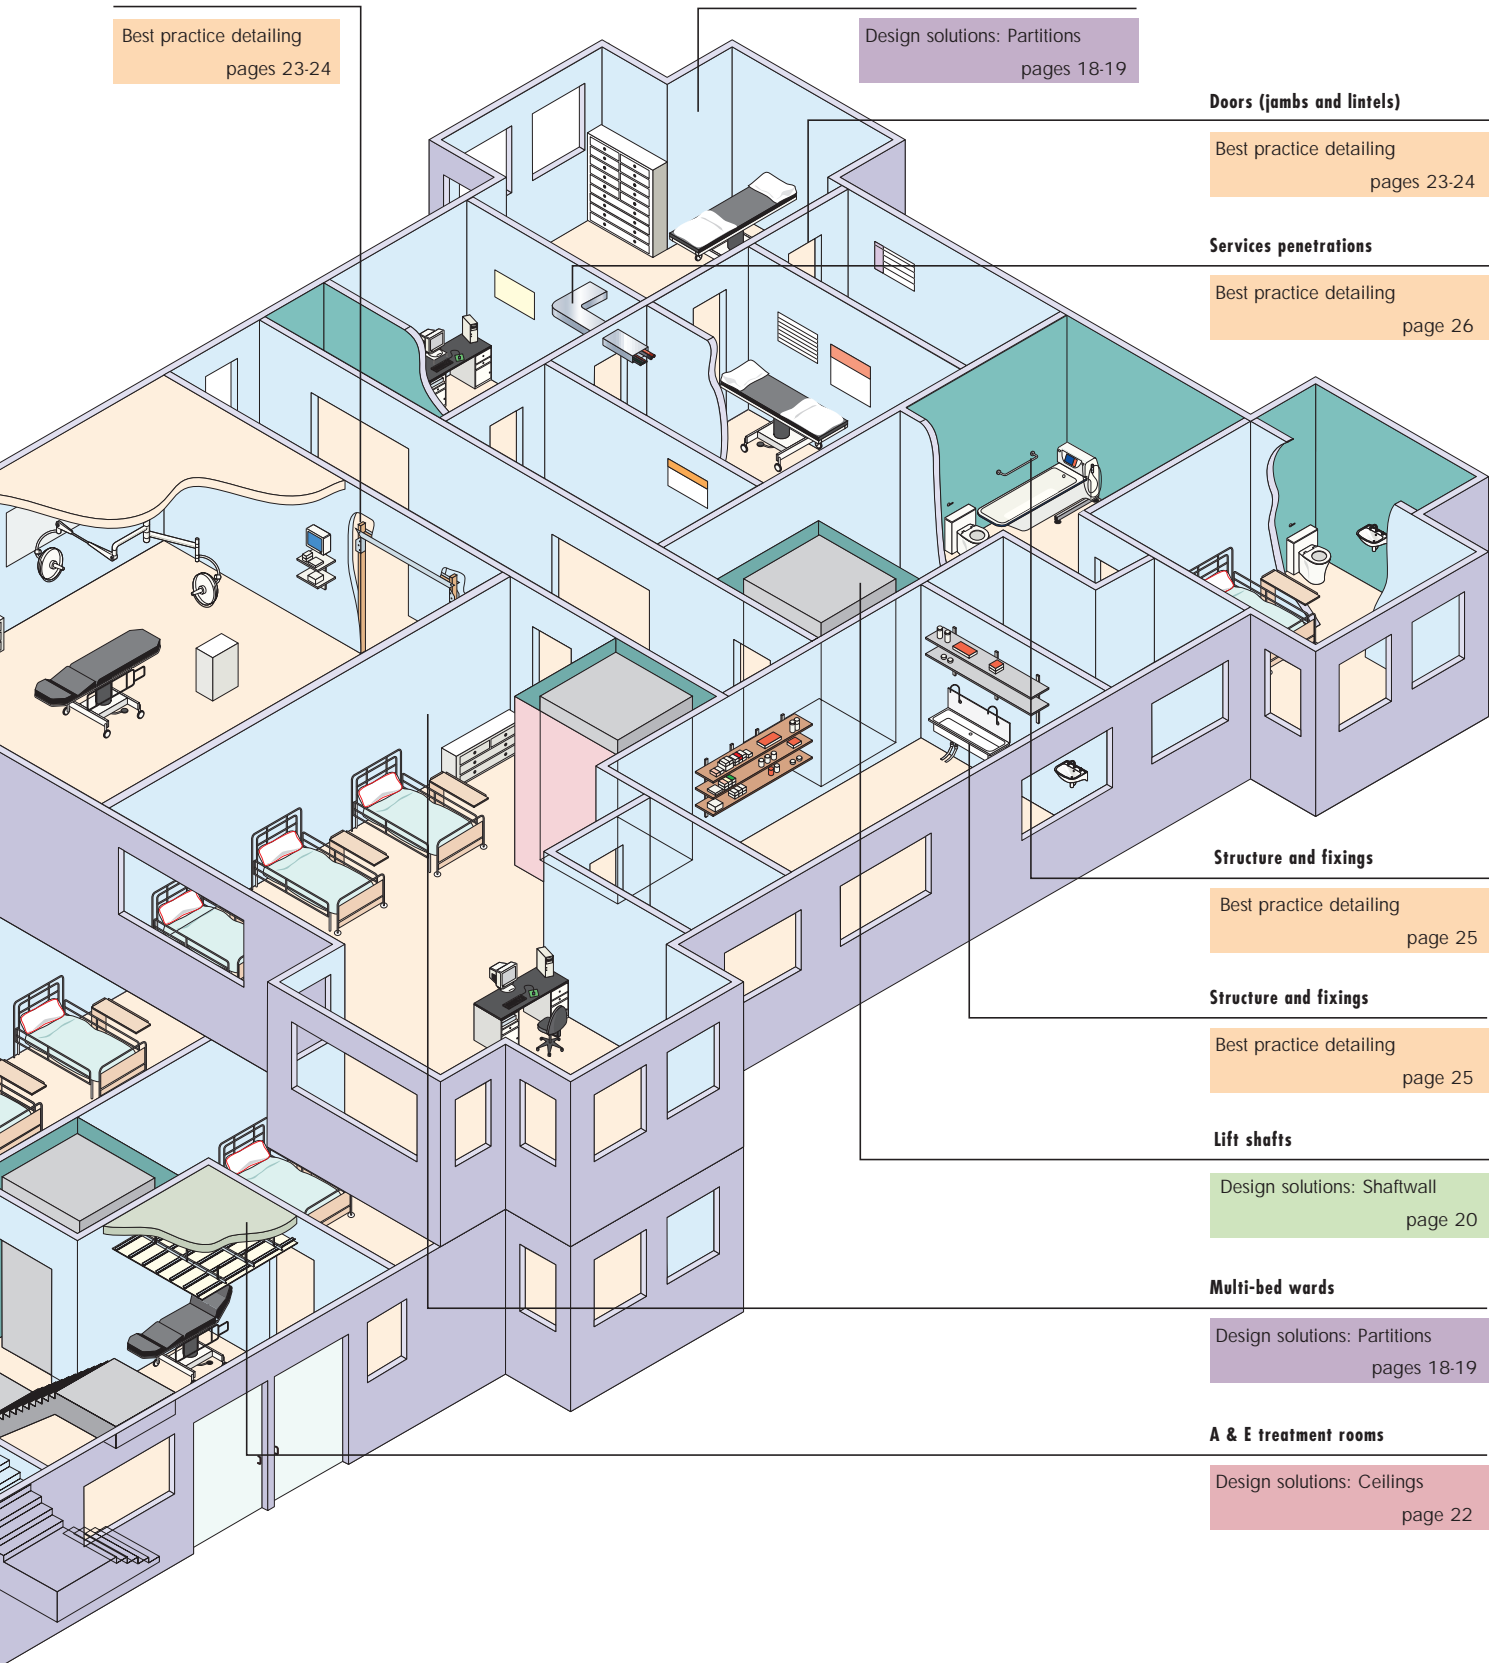 Best practice detailing
pages 23-24
Design solutions: Partitions
pages 18-19
Doors (jambs and lintels)
Best practice detailing
pages 23-24
Services penetrations
Best practice detailing
page 26
Structure and fixings
Best practice detailing
page 25
Structure and fixings
Best practice detailing
page 25
Lift shafts
Design solutions: Shaftwall
page 20
Multi-bed wards
Design solutions: Partitions
pages 18-19
A & E treatment rooms
Design solutions: Ceilings
page 22